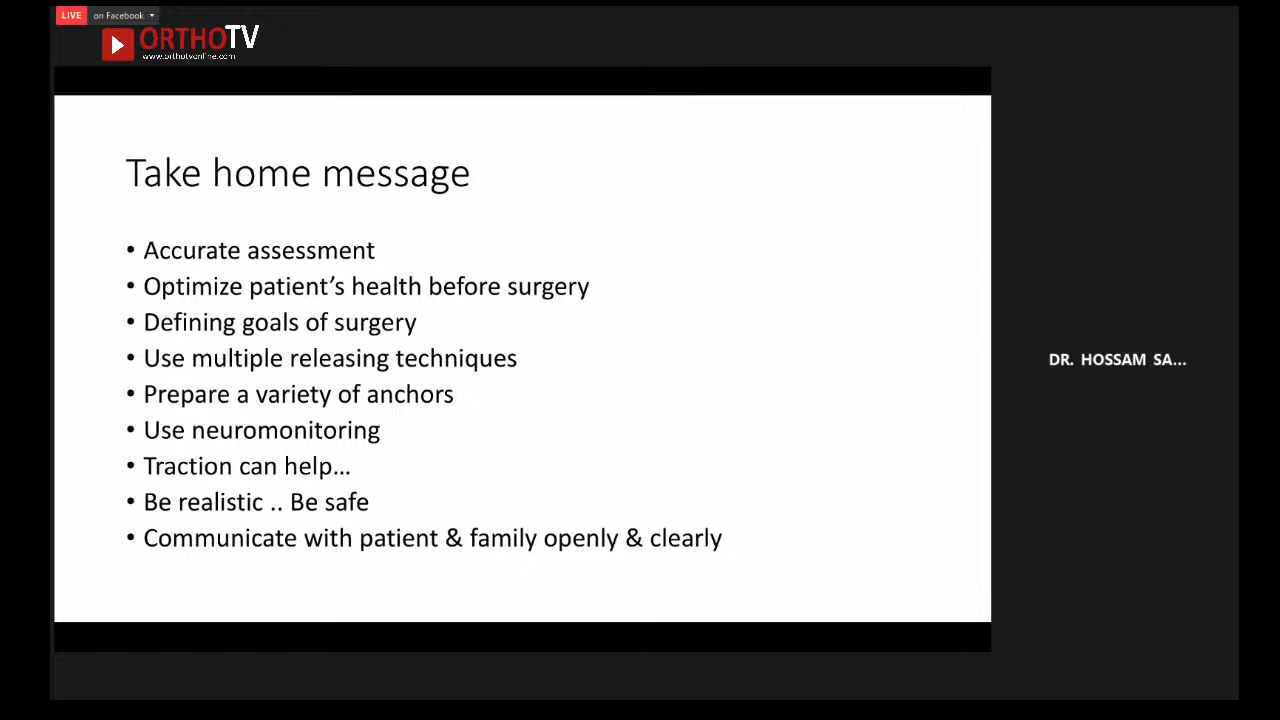 LIVE on Facebook
ORTHOTV
www.orthotvonline.com
Take home message
• Accurate assessment
• Optimize patient’s health before surgery
• Defining goals of surgery
• Use multiple releasing techniques
• Prepare a variety of anchors
• Use neuromonitoring
• Traction can help...
• Be realistic .. Be safe
• Communicate with patient & family openly & clearly
DR. HOSSAM SA...